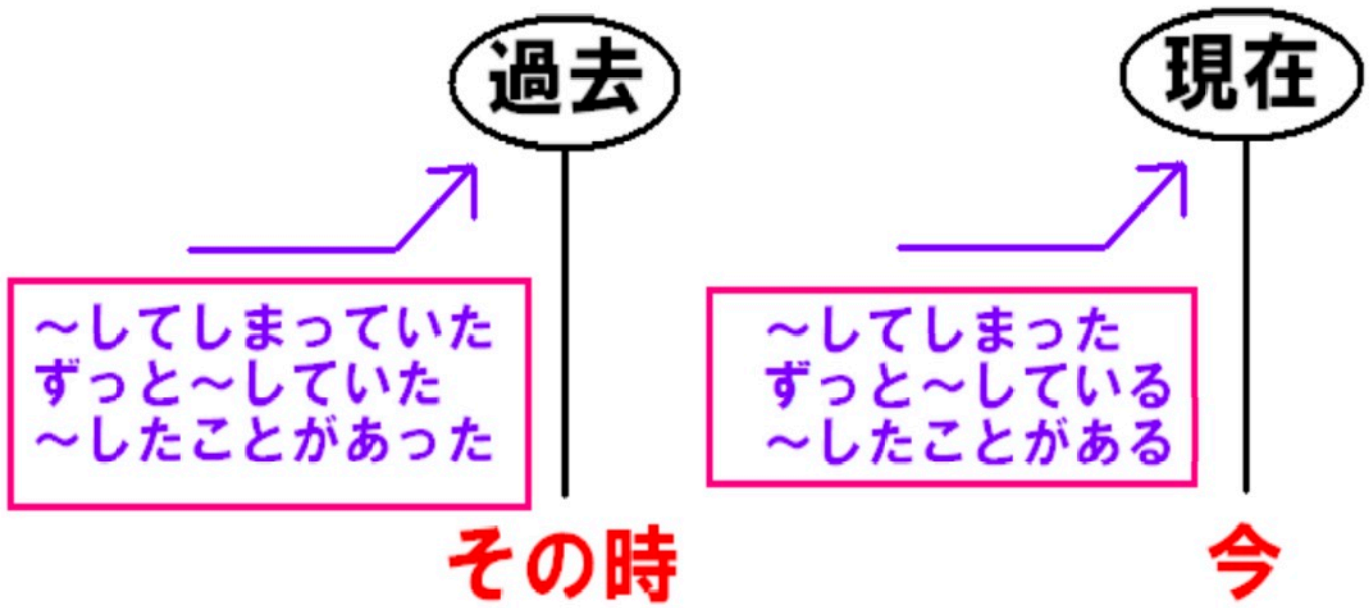 過去
現在
~してしまっていた
ずっと~していた
~したことがあった
~してしまった
ずっと~している
~したことがある
その時
今